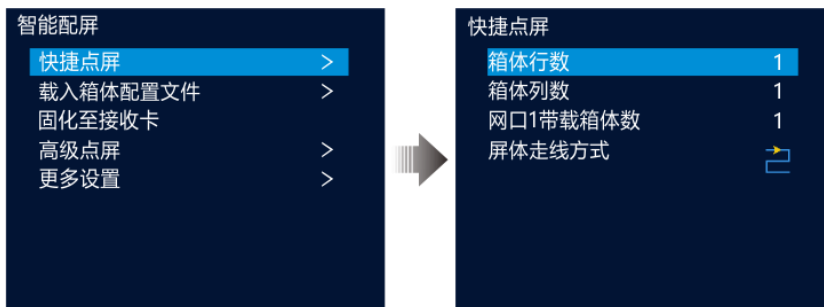 智能配屏
快捷点屏 >
载入箱体配置文件 >
固化至接收卡
高级点屏 >
更多设置 >
快捷点屏
箱体行数 1
箱体列数 1
网口1带载箱体数 1
屏体走线方式